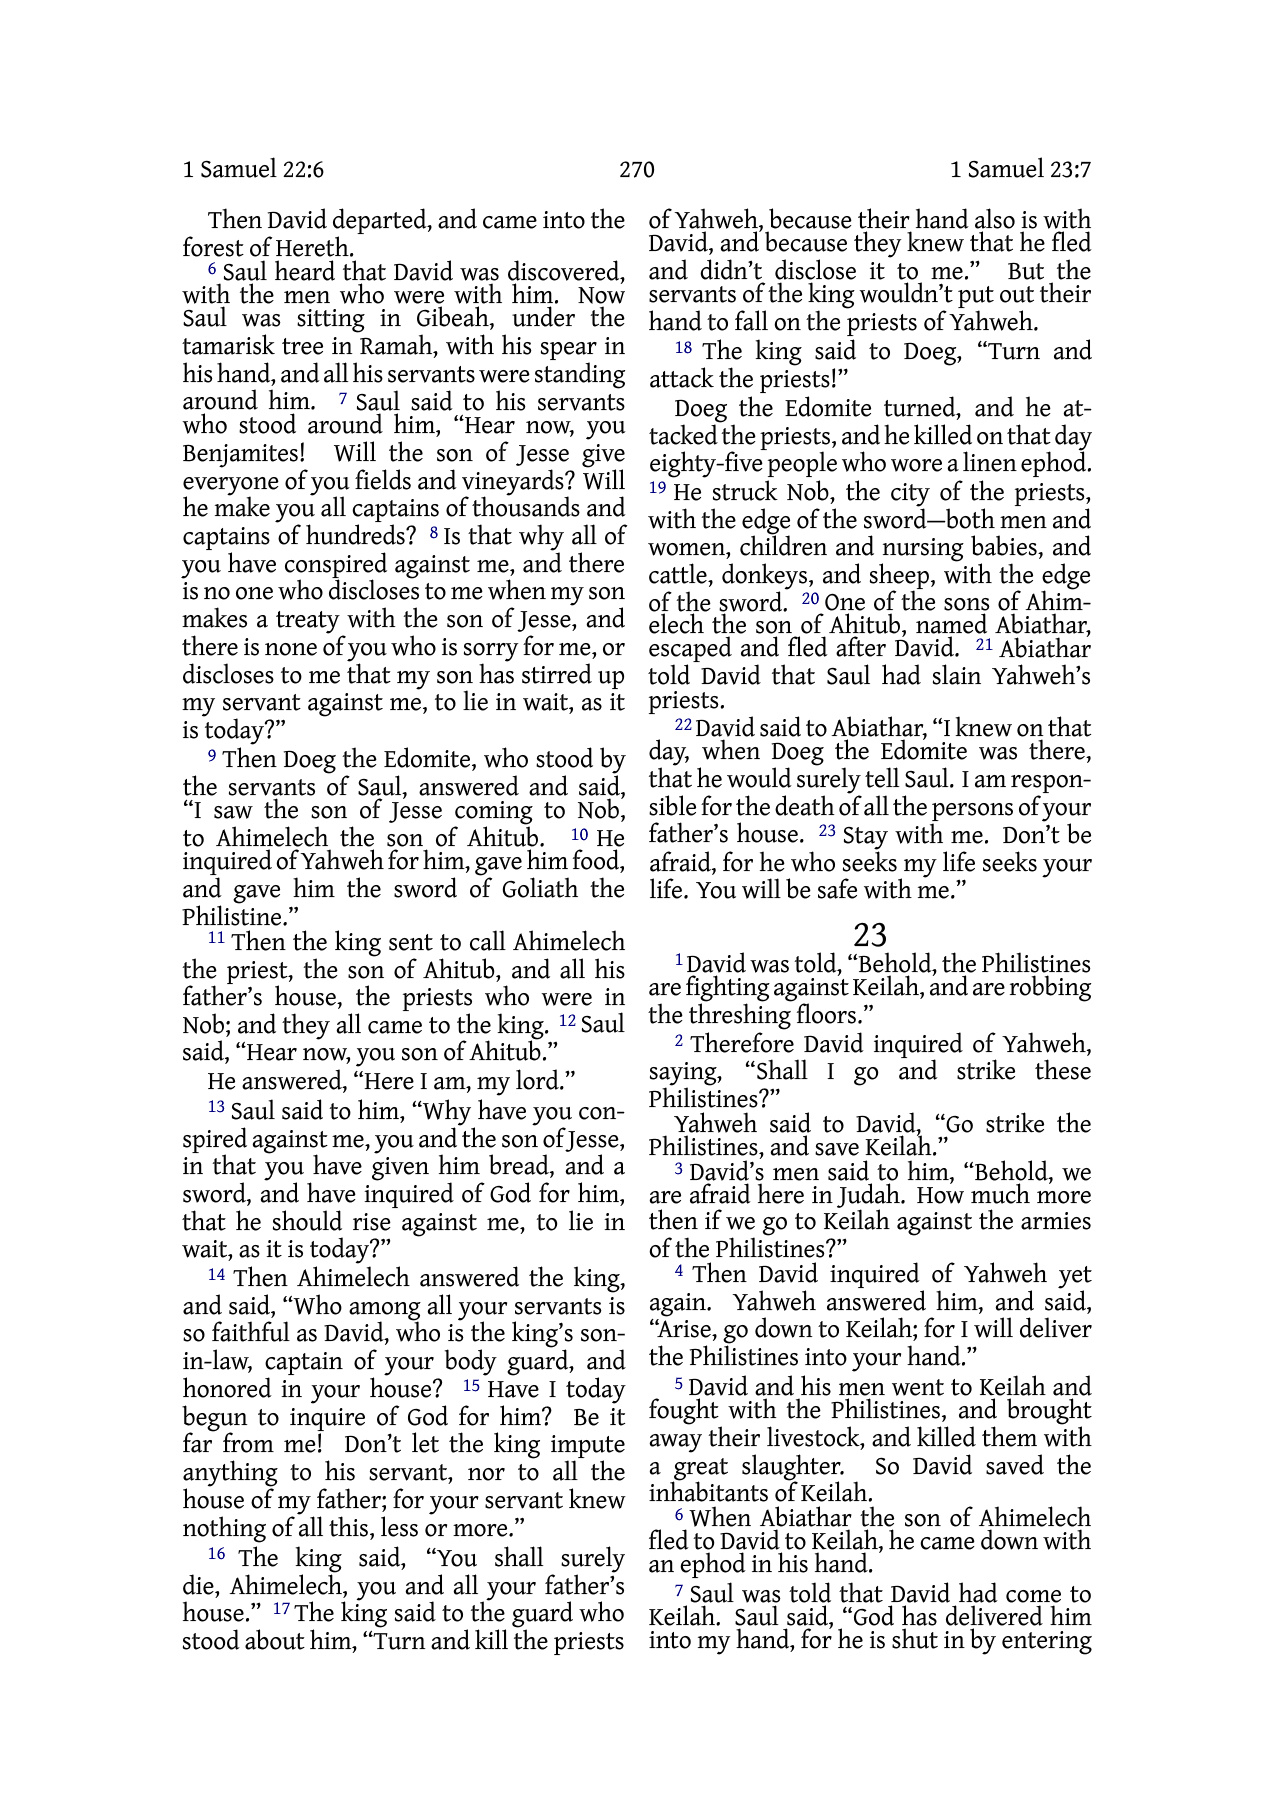 1 Samuel 22:6 270 1 Samuel 23:7
Then David departed, and came into the
forest of Hereth.
6 Saul heard that David was discovered,
with the men who were with him. Now
Saul was sitting in Gibeah, under the
tamarisk tree in Ramah, with his spear in
his hand, and all his servants were standing
around him. 7 Saul said to his servants
who stood around him, “Hear now, you
Benjamites! Will the son of Jesse give
everyone of you fields and vineyards? Will
he make you all captains of thousands and
captains of hundreds? 8 Is that why all of
you have conspired against me, and there
is no one who discloses to me when my son
makes a treaty with the son of Jesse, and
there is none of you who is sorry for me, or
discloses to me that my son has stirred up
my servant against me, to lie in wait, as it
is today?”
9 Then Doeg the Edomite, who stood by
the servants of Saul, answered and said,
“I saw the son of Jesse coming to Nob,
to Ahimelech the son of Ahitub. 10 He
inquired of Yahweh for him, gave him food,
and gave him the sword of Goliath the
Philistine.”
11 Then the king sent to call Ahimelech
the priest, the son of Ahitub, and all his
father’s house, the priests who were in
Nob; and they all came to the king. 12 Saul
said, “Hear now, you son of Ahitub.”
He answered, “Here I am, my lord.”
13 Saul said to him, “Why have you con-
spired against me, you and the son of Jesse,
in that you have given him bread, and a
sword, and have inquired of God for him,
that he should rise against me, to lie in
wait, as it is today?”
14 Then Ahimelech answered the king,
and said, “Who among all your servants is
so faithful as David, who is the king’s son-
in-law, captain of your body guard, and
honored in your house? 15 Have I today
begun to inquire of God for him? Be it
far from me! Don’t let the king impute
anything to his servant, nor to all the
house of my father; for your servant knew
nothing of all this, less or more.”
16 The king said, “You shall surely
die, Ahimelech, you and all your father’s
house.” 17 The king said to the guard who
stood about him, “Turn and kill the priests
of Yahweh, because their hand also is with
David, and because they knew that he fled
and didn’t disclose it to me.” But the
servants of the king wouldn’t put out their
hand to fall on the priests of Yahweh.
18 The king said to Doeg, “Turn and
attack the priests!”
Doeg the Edomite turned, and he at-
tacked the priests, and he killed on that day
eighty-five people who wore a linen ephod.
19 He struck Nob, the city of the priests,
with the edge of the sword—both men and
women, children and nursing babies, and
cattle, donkeys, and sheep, with the edge
of the sword. 20 One of the sons of Ahim-
elech the son of Ahitub, named Abiathar,
escaped and fled after David. 21 Abiathar
told David that Saul had slain Yahweh’s
priests.
22 David said to Abiathar, “I knew on that
day, when Doeg the Edomite was there,
that he would surely tell Saul. I am respon-
sible for the death of all the persons of your
father’s house. 23 Stay with me. Don’t be
afraid, for he who seeks my life seeks your
life. You will be safe with me.”
23
1 David was told, “Behold, the Philistines
are fighting against Keilah, and are robbing
the threshing floors.”
2 Therefore David inquired of Yahweh,
saying, “Shall I go and strike these
Philistines?”
Yahweh said to David, “Go strike the
Philistines, and save Keilah.”
3 David’s men said to him, “Behold, we
are afraid here in Judah. How much more
then if we go to Keilah against the armies
of the Philistines?”
4 Then David inquired of Yahweh yet
again. Yahweh answered him, and said,
“Arise, go down to Keilah; for I will deliver
the Philistines into your hand.”
5 David and his men went to Keilah and
fought with the Philistines, and brought
away their livestock, and killed them with
a great slaughter. So David saved the
inhabitants of Keilah.
6 When Abiathar the son of Ahimelech
fled to David to Keilah, he came down with
an ephod in his hand.
7 Saul was told that David had come to
Keilah. Saul said, “God has delivered him
into my hand, for he is shut in by entering